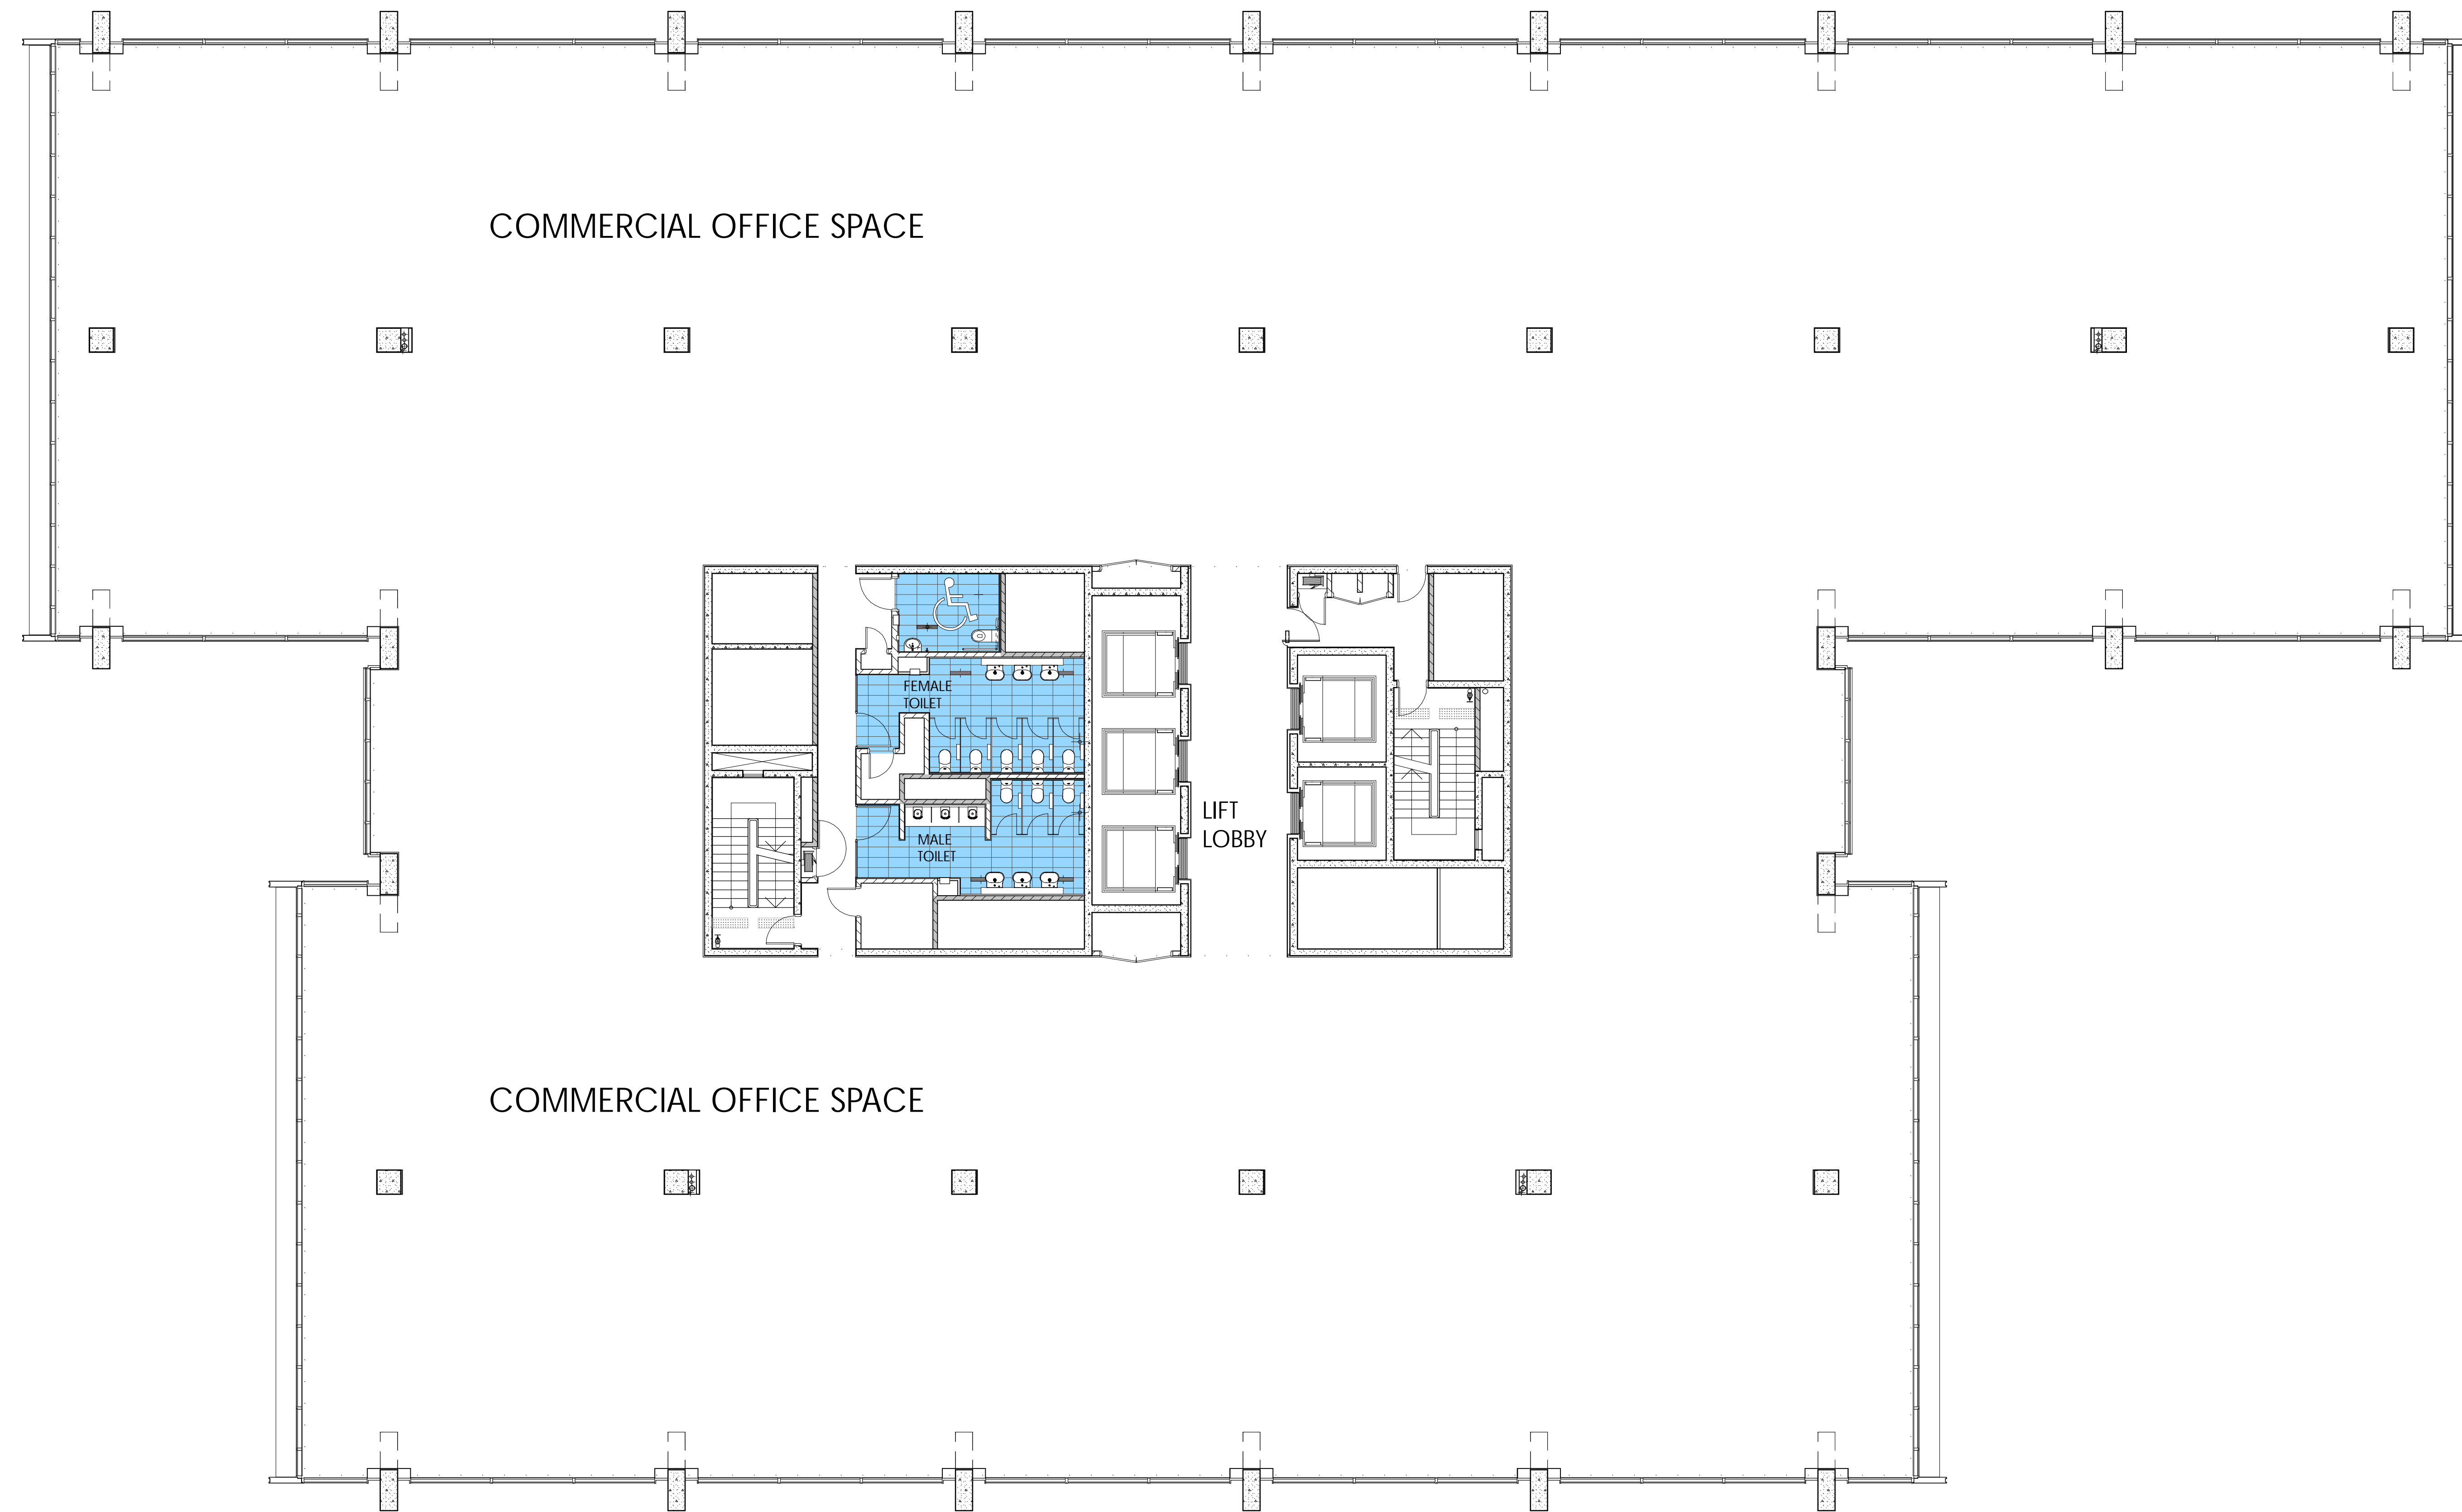 COMMERCIAL OFFICE SPACE
FEMALE
TOILET
MALE
TOILET
LIFT
LOBBY
COMMERCIAL OFFICE SPACE